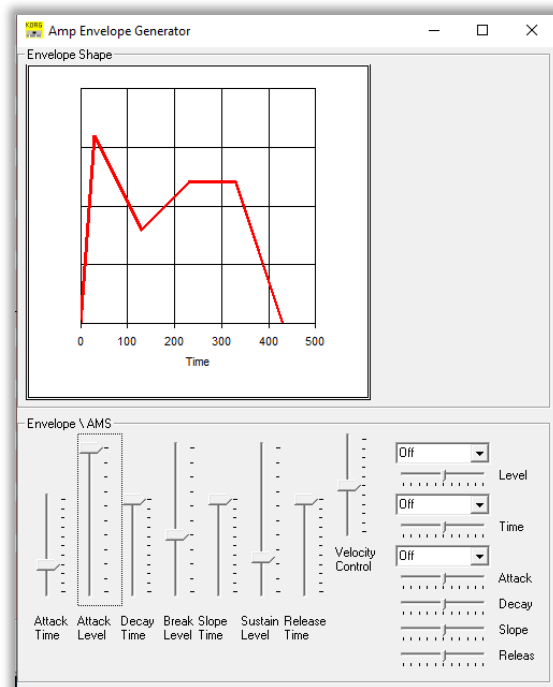 KORG
Amp Envelope Generator
Envelope Shape
0 100 200 300 400 500
Time
Envelope \ AMS
Off
Level
Off
Time
Velocity
Control
Off
Attack
Decay
Slope
Releas
Attack Attack Decay Break Slope Sustain Release
Time Level Time Level Time Level Time